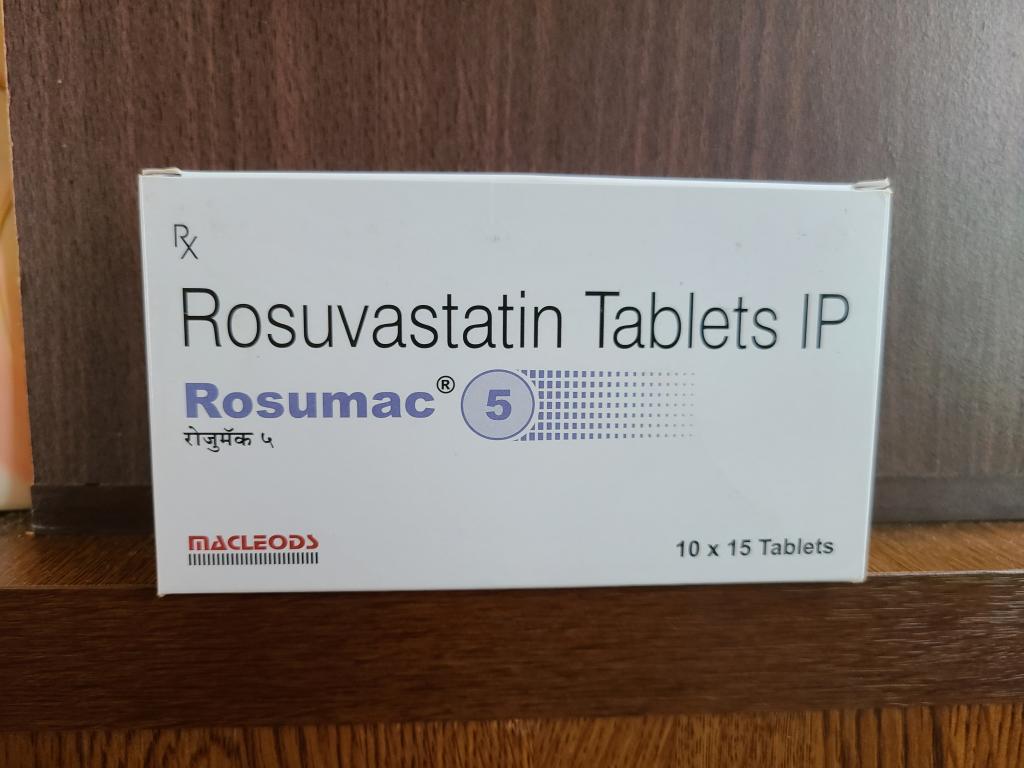 Rx
Rosuvastatin Tablets IP
Rosumac® 5
रोजुमॅक ५
MACLEODS
10 x 15 Tablets